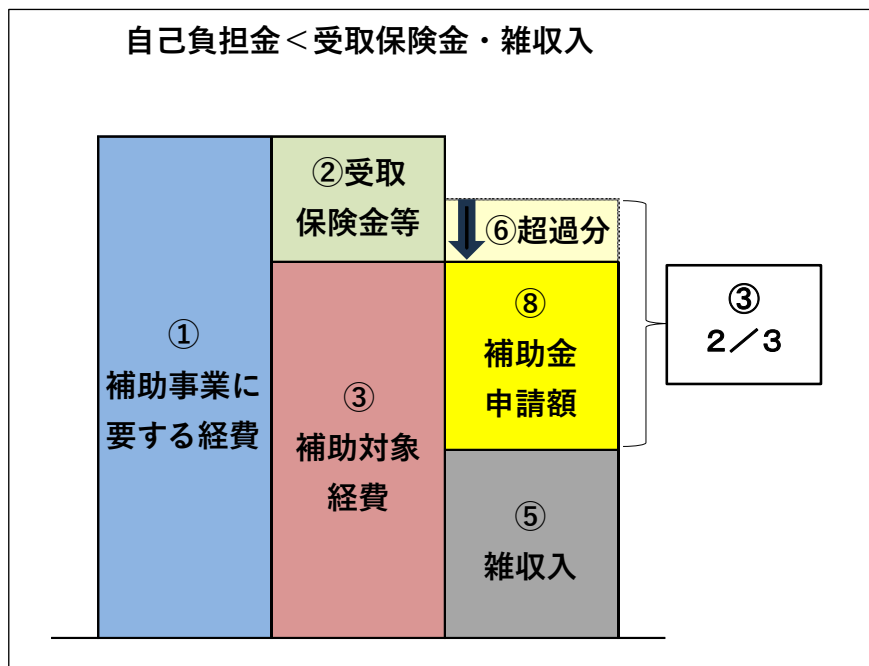 自己負担金＜受取保険金・雑収入
②受取
保険金等
⑥超過分
①
補助事業に
要する経費
③
補助対象
経費
⑧
補助金
申請額
⑤
雑収入
③
２／３